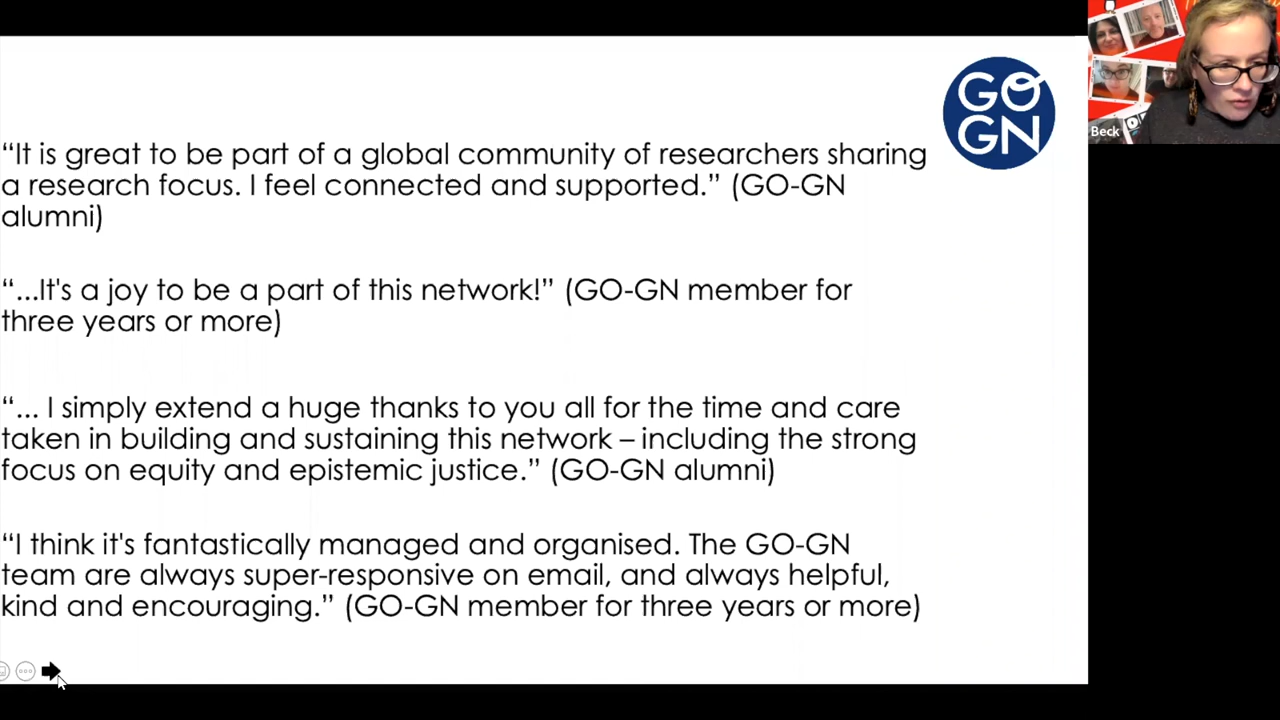 “It is great to be part of a global community of researchers sharing
a research focus. I feel connected and supported.” (GO-GN
alumni)
“...It's a joy to be a part of this network!” (GO-GN member for
three years or more)
“... I simply extend a huge thanks to you all for the time and care
taken in building and sustaining this network – including the strong
focus on equity and epistemic justice.” (GO-GN alumni)
“I think it's fantastically managed and organised. The GO-GN
team are always super-responsive on email, and always helpful,
kind and encouraging.” (GO-GN member for three years or more)
GO
GN
Beck